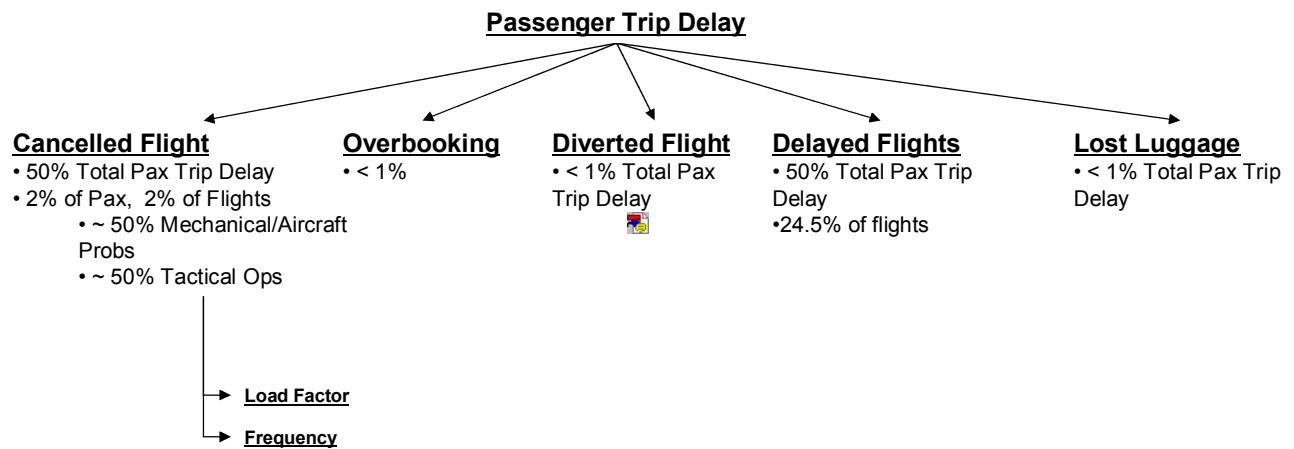 Passenger Trip Delay
Cancelled Flight
• 50% Total Pax Trip Delay
• 2% of Pax, 2% of Flights
• ~ 50% Mechanical/Aircraft
Probs
• ~ 50% Tactical Ops
Load Factor
Frequency
Overbooking
• < 1%
Diverted Flight
• < 1% Total Pax
Trip Delay
Delayed Flights
• 50% Total Pax Trip
Delay
•24.5% of flights
Lost Luggage
• < 1% Total Pax Trip
Delay